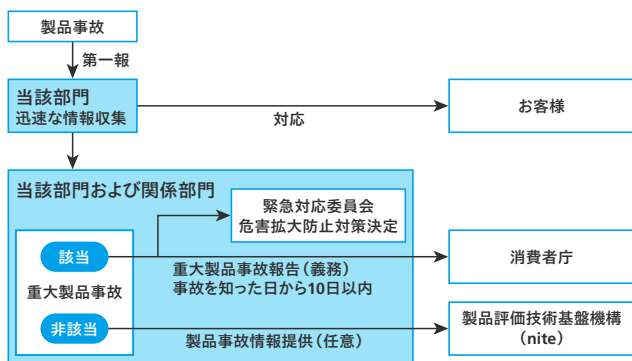 製品事故
第一報
当該部門
迅速な情報収集
対応
お客様
当該部門および関係部門
緊急対応委員会
危害拡大防止対策決定
該当
重大製品事故報告（義務）
事故を知った日から10日以内
消費者庁
重大製品事故
非該当
製品事故情報提供（任意）
製品評価技術基盤機構
（nite）